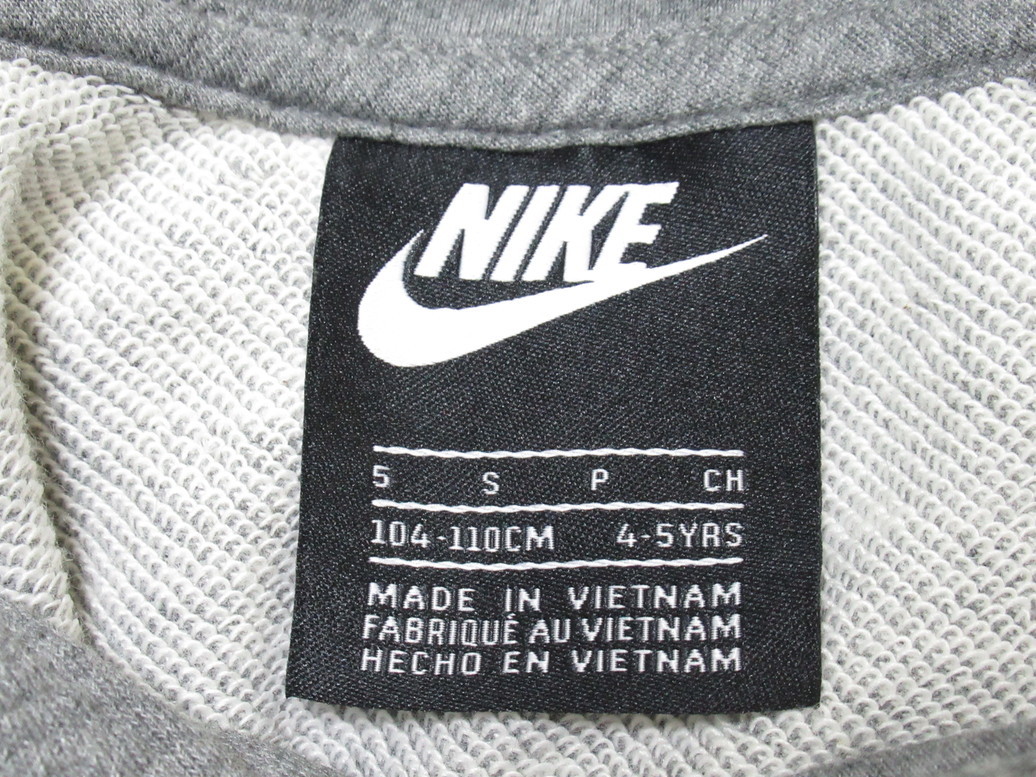 NIKE
5 S P CH
104-110CM 4-5YRS
MADE IN VIETNAM
FABRIQUÉ AU VIETNAM
HECHO EN VIETNAM